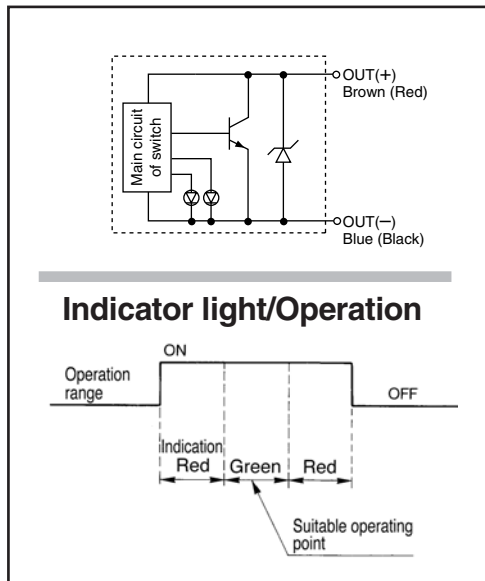 Main circuit
of switch
OUT(+)
Brown (Red)
OUT(−)
Blue (Black)
Indicator light/Operation
ON
Operation
range
OFF
Indication
Red
Green
Red
Suitable operating
point